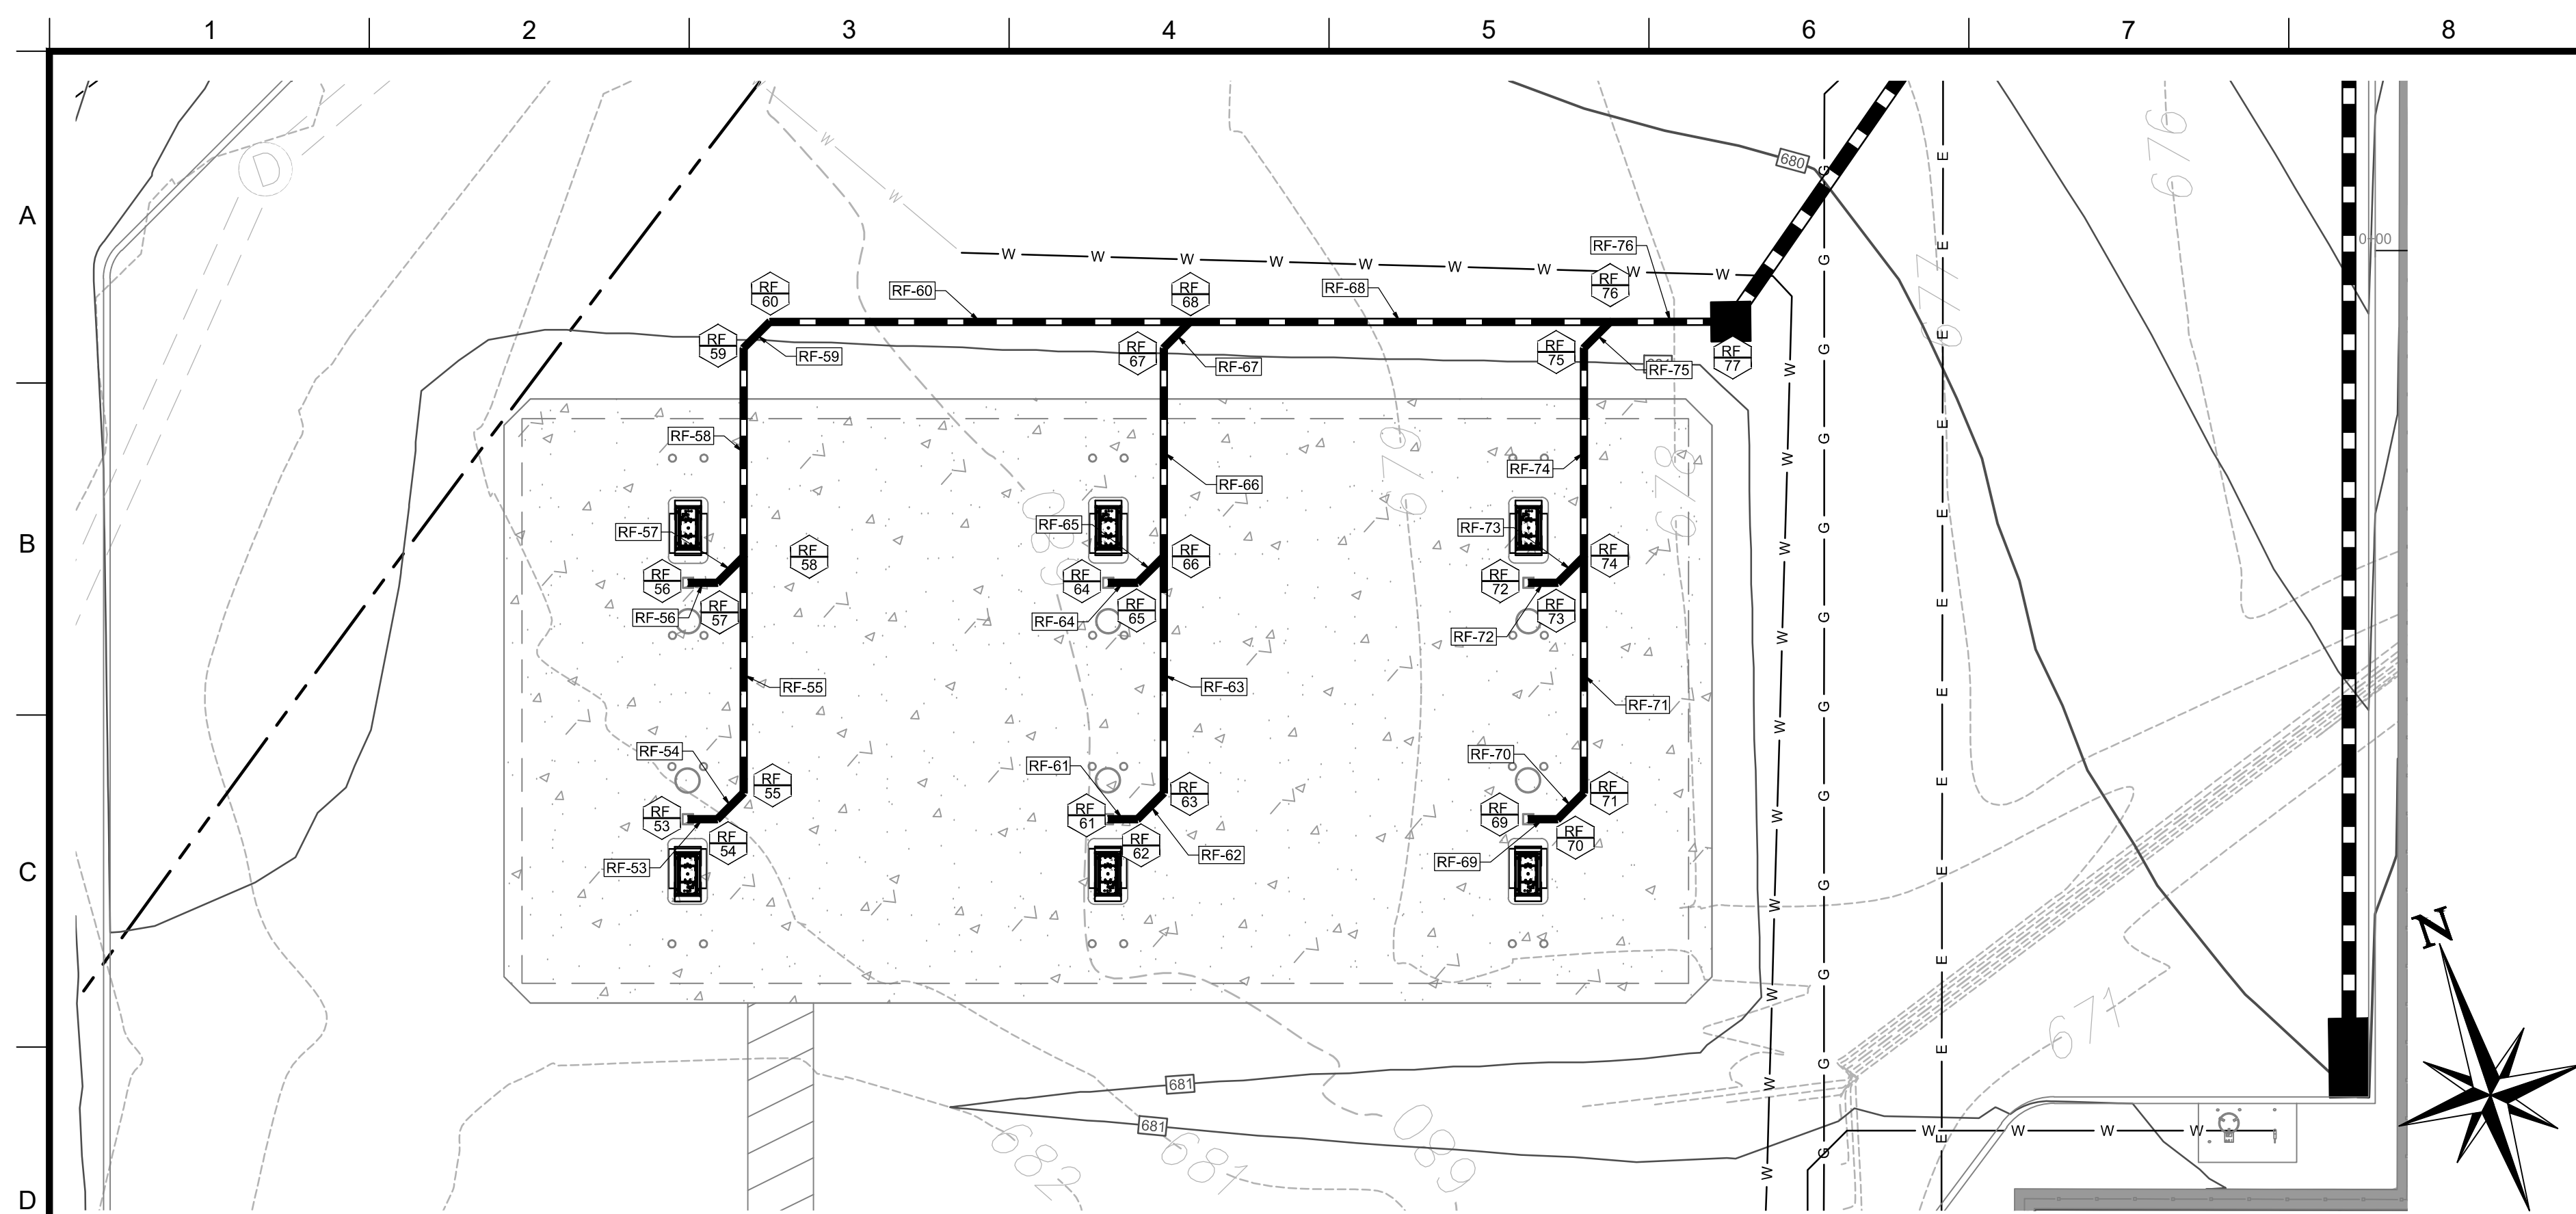 1 2 3 4 5 6 7 8
A
B
C
D
D
680
676
677
0+00
W W
W W W W W W W W W
RF-76
RF 76
RF-60
RF-68
RF 60
RF 68
RF 59
RF-59
RF 67
RF-67
RF 75
RF-75
RF 77
RF-58
RF-66
RF-74
679
678
RF-57
RF-65
RF-73
RF 58
RF 66
RF 74
RF 56
RF 64
RF 72
RF-56
RF 57
RF-64
RF 65
RF-72
RF 73
RF-55
RF-63
RF-71
RF-54
RF-61
RF-70
RF 55
RF 63
RF 71
RF 53
RF 61
RF 69
RF 54
RF 62
RF 70
RF-53
RF-62
RF-69
W W W W W W W W W W
G G G G G G G G G G G G
E E E E E E E E E E E E
N
671
681
681
682
681
680
W W W W